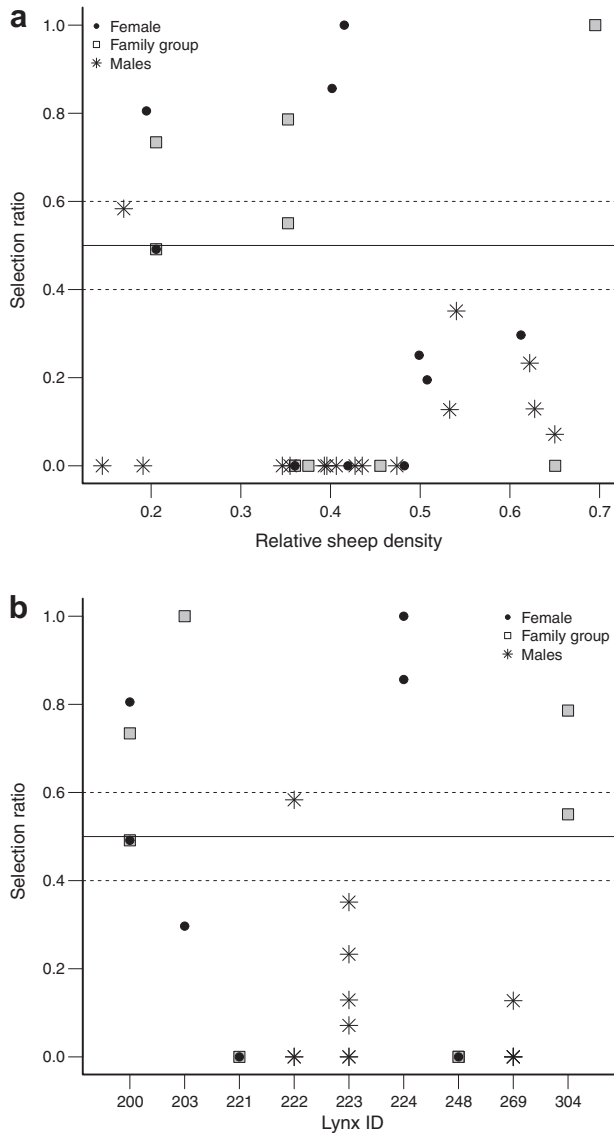 a
Female
Family group
Males
1.0
0.8
0.6
0.4
0.2
0.0
Selection ratio
0.2 0.3 0.4 0.5 0.6 0.7
Relative sheep density
b
Female
Family group
Males
1.0
0.8
0.6
0.4
0.2
0.0
Selection ratio
200 203 221 222 223 224 248 269 304
Lynx ID